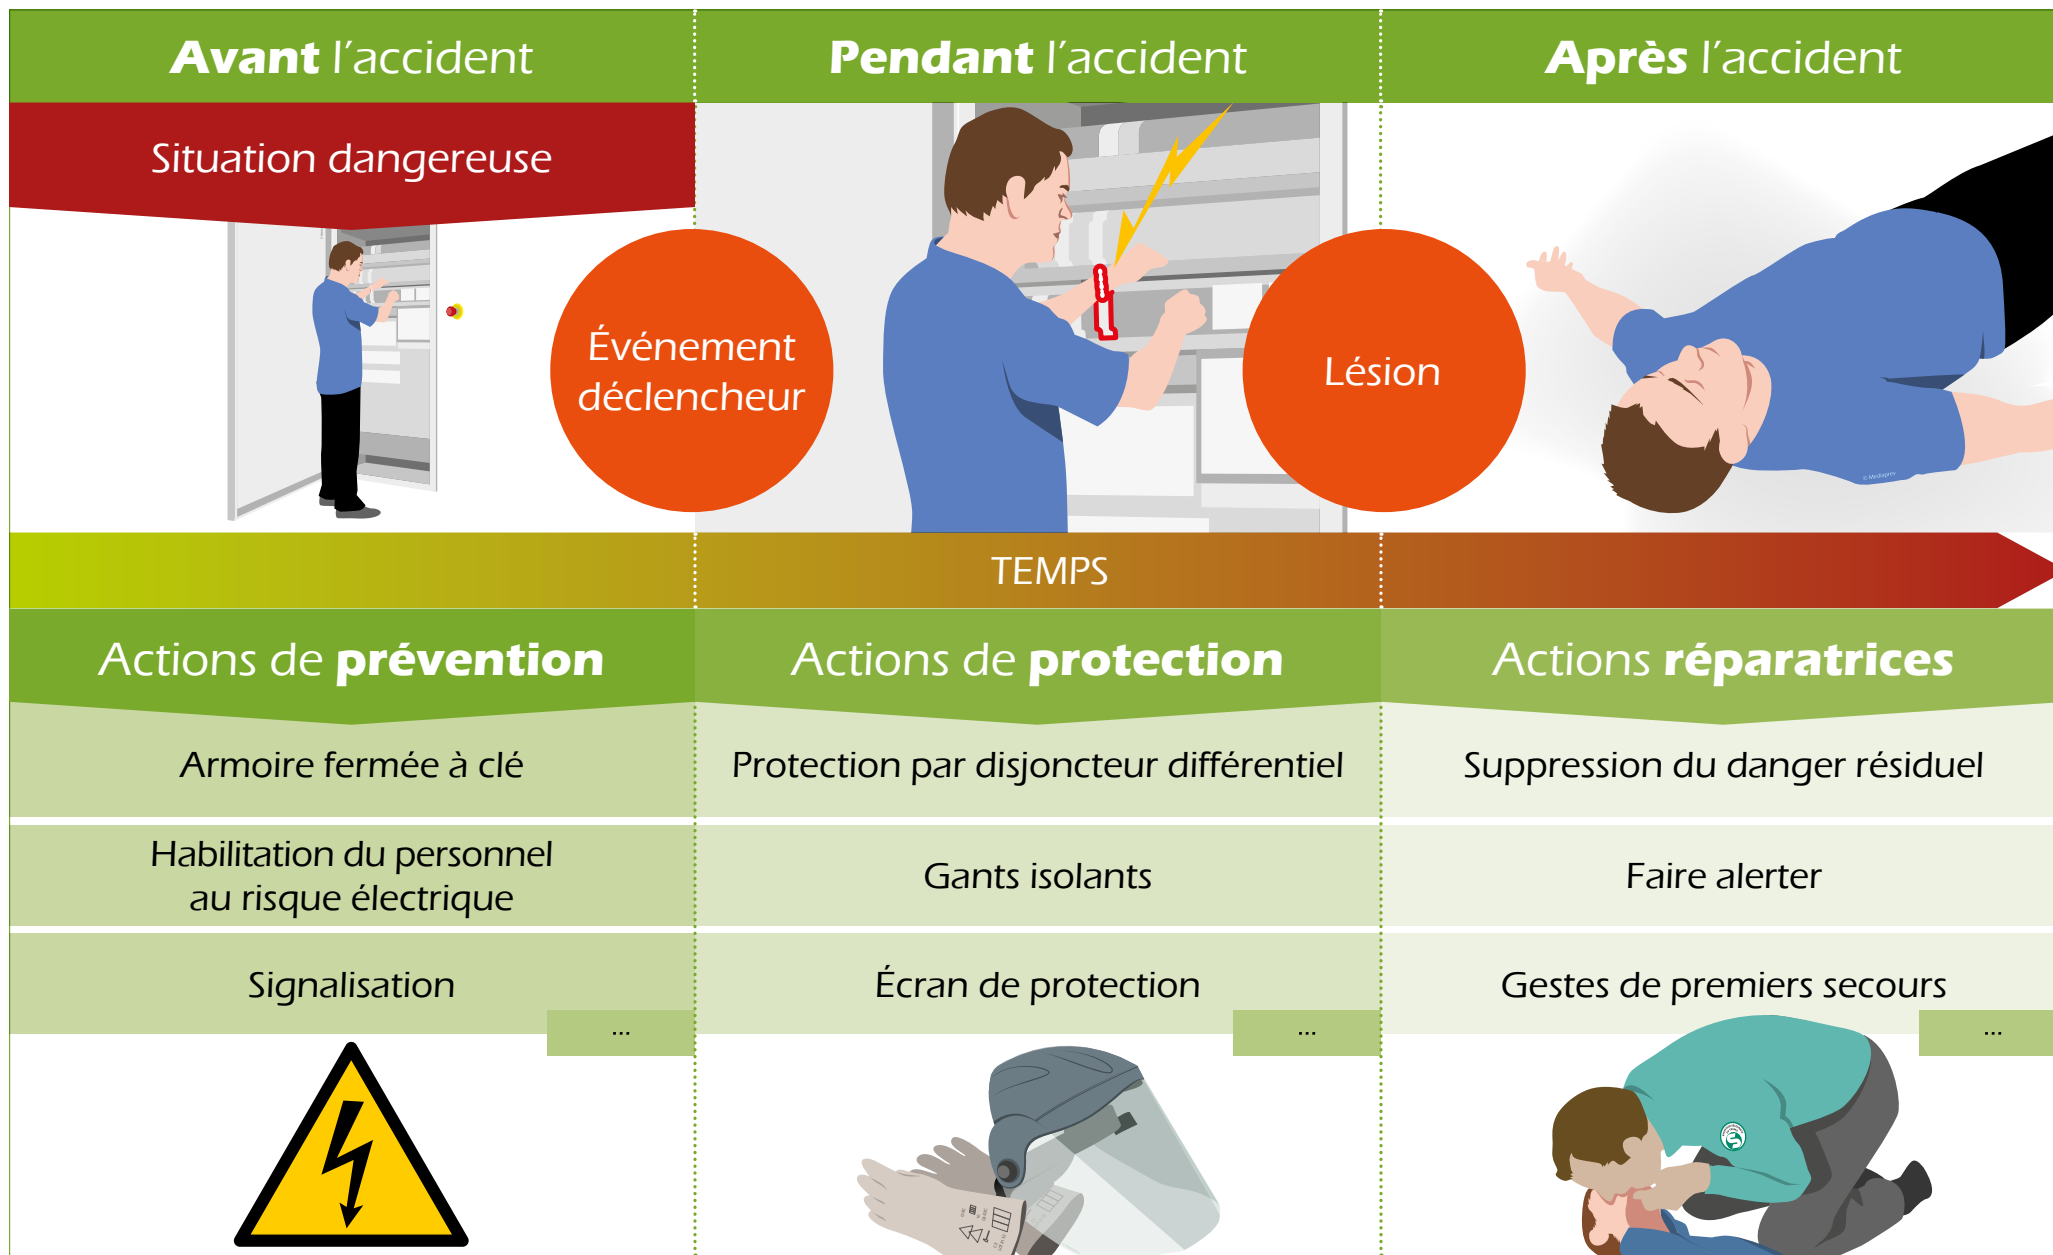 Avant l'accident
Pendant l'accident
Après l'accident
Situation dangereuse
Événement
déclencheur
Lésion
© Mediaprev
TEMPS
Actions de prévention
Actions de protection
Actions réparatrices
Armoire fermée à clé
Protection par disjoncteur différentiel
Suppression du danger résiduel
Habilitation du personnel
au risque électrique
Gants isolants
Faire alerter
Signalisation
Écran de protection
Gestes de premiers secours
...
...
...